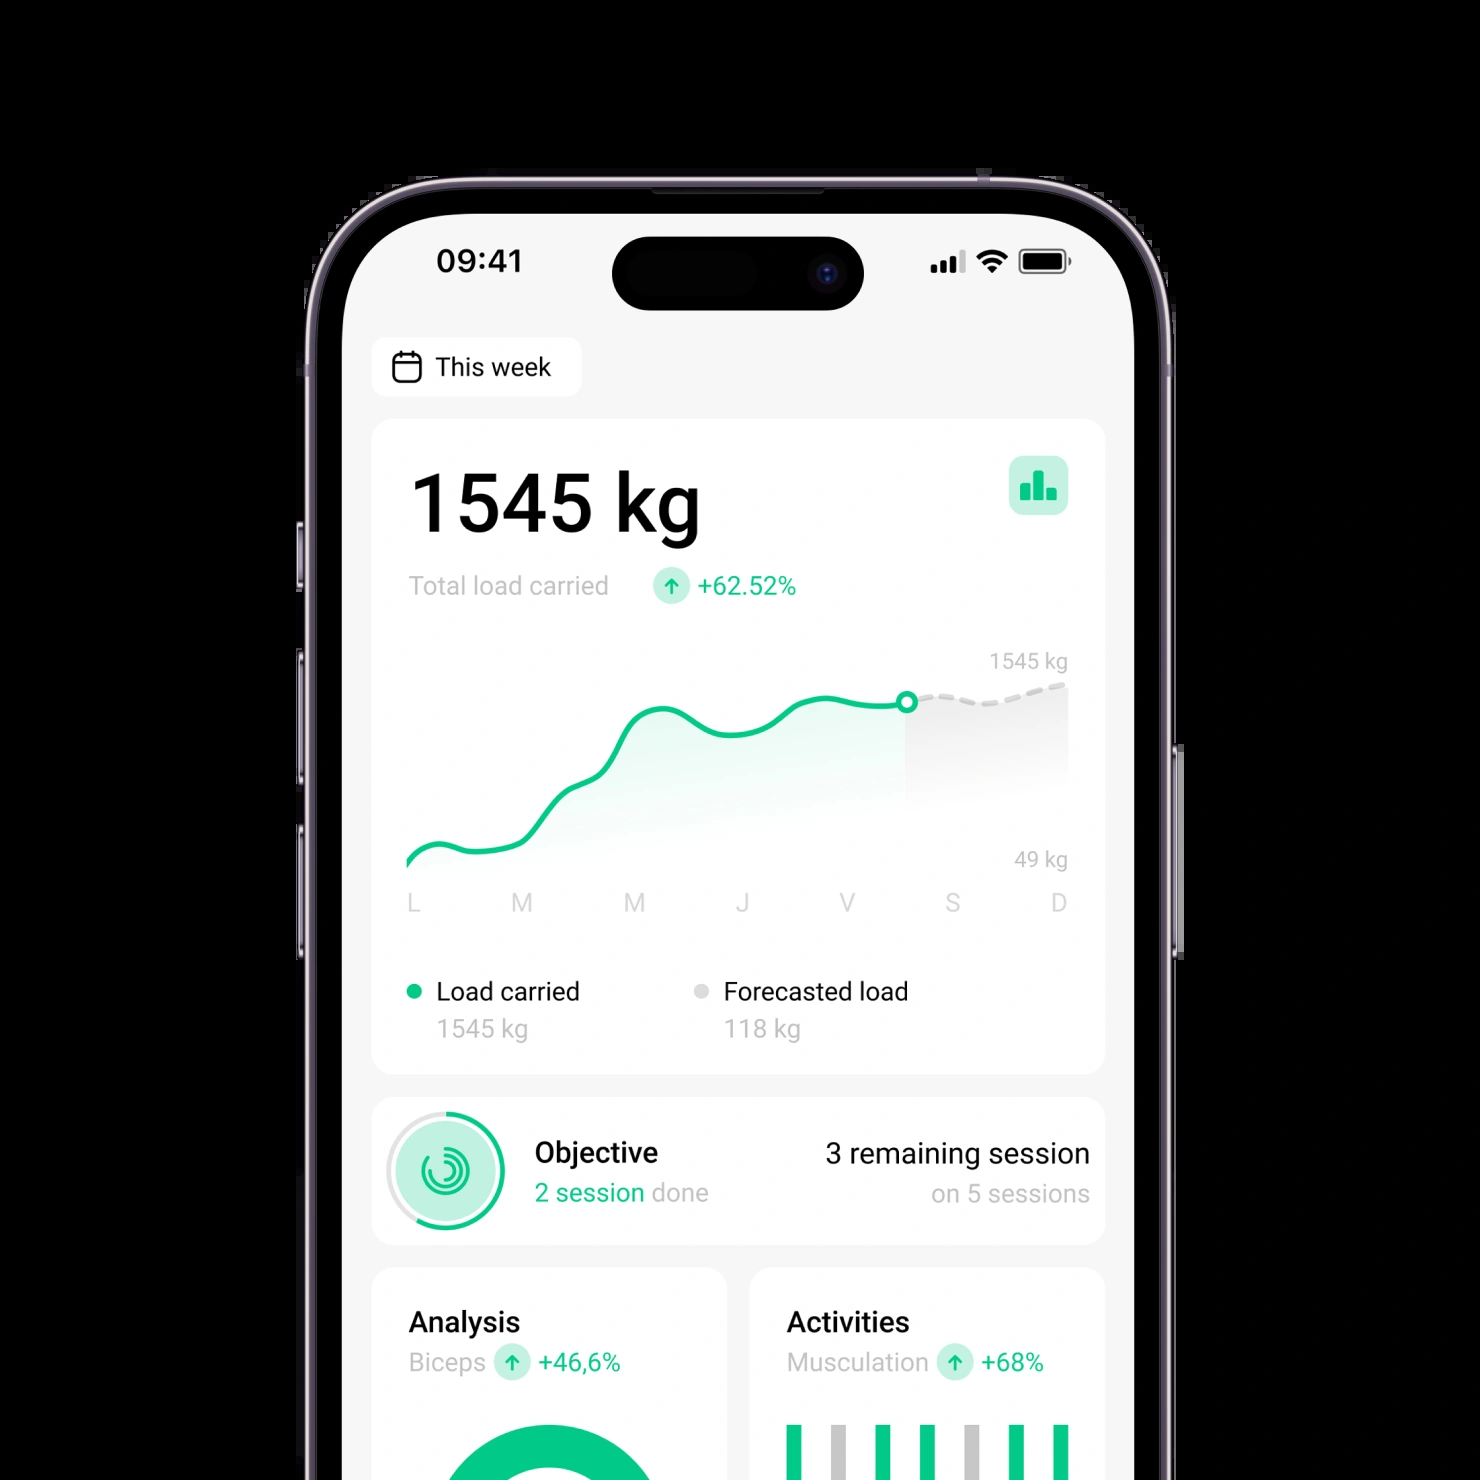 09:41
This week
1545 kg
Total load carried +62.52%
1545 kg
49 kg
L M M J V S D
Load carried Forecasted load
1545 kg 118 kg
Objective 3 remaining session
2 session done on 5 sessions
Analysis Activities
Biceps +46,6% Musculation +68%